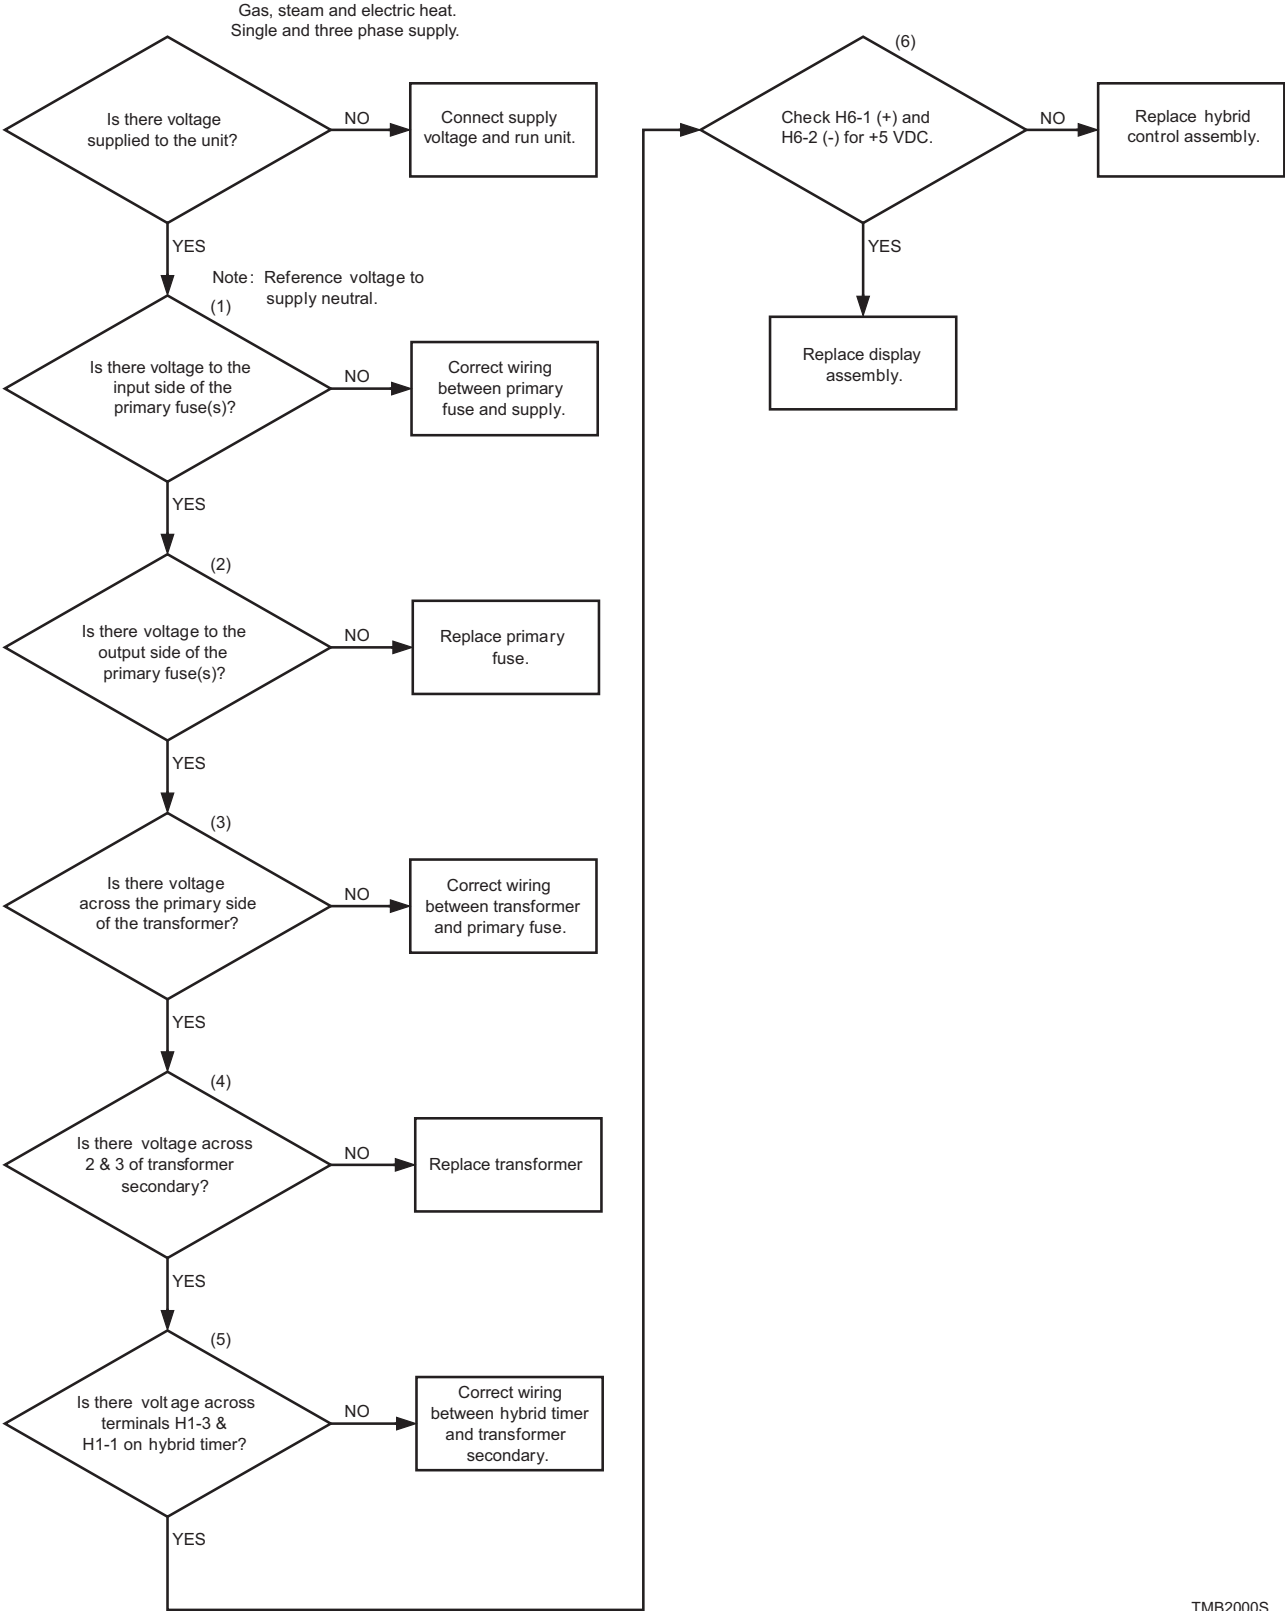 Gas, steam and electric heat.
Single and three phase supply.
Is there voltage
supplied to the unit?
NO
Connect supply
voltage and run unit.
YES
Note: Reference voltage to
supply neutral.
(1)
Is there voltage to the
input side of the
primary fuse(s)?
NO
Correct wiring
between primary
fuse and supply.
YES
(2)
Is there voltage to the
output side of the
primary fuse(s)?
NO
Replace primary
fuse.
YES
(3)
Is there voltage
across the primary side
of the transformer?
NO
Correct wiring
between transformer
and primary fuse.
YES
(4)
Is there voltage across
2 & 3 of transformer
secondary?
NO
Replace transformer
YES
(5)
Is there voltage across
terminals H1-3 &
H1-1 on hybrid timer?
NO
Correct wiring
between hybrid timer
and transformer
secondary.
YES
(6)
Check H6-1 (+) and
H6-2 (-) for +5 VDC.
NO
Replace hybrid
control assembly.
YES
Replace display
assembly.
TMB2000S